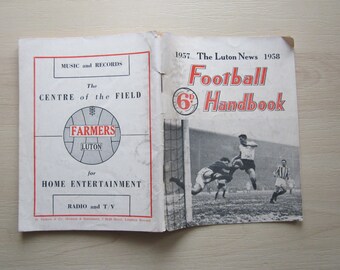 MUSIC and RECORDS
The
CENTRE of the FIELD
FARMERS
LUTON
for
HOME ENTERTAINMENT
RADIO and T/V
1957 The Luton News 1958
Football
6D Handbook